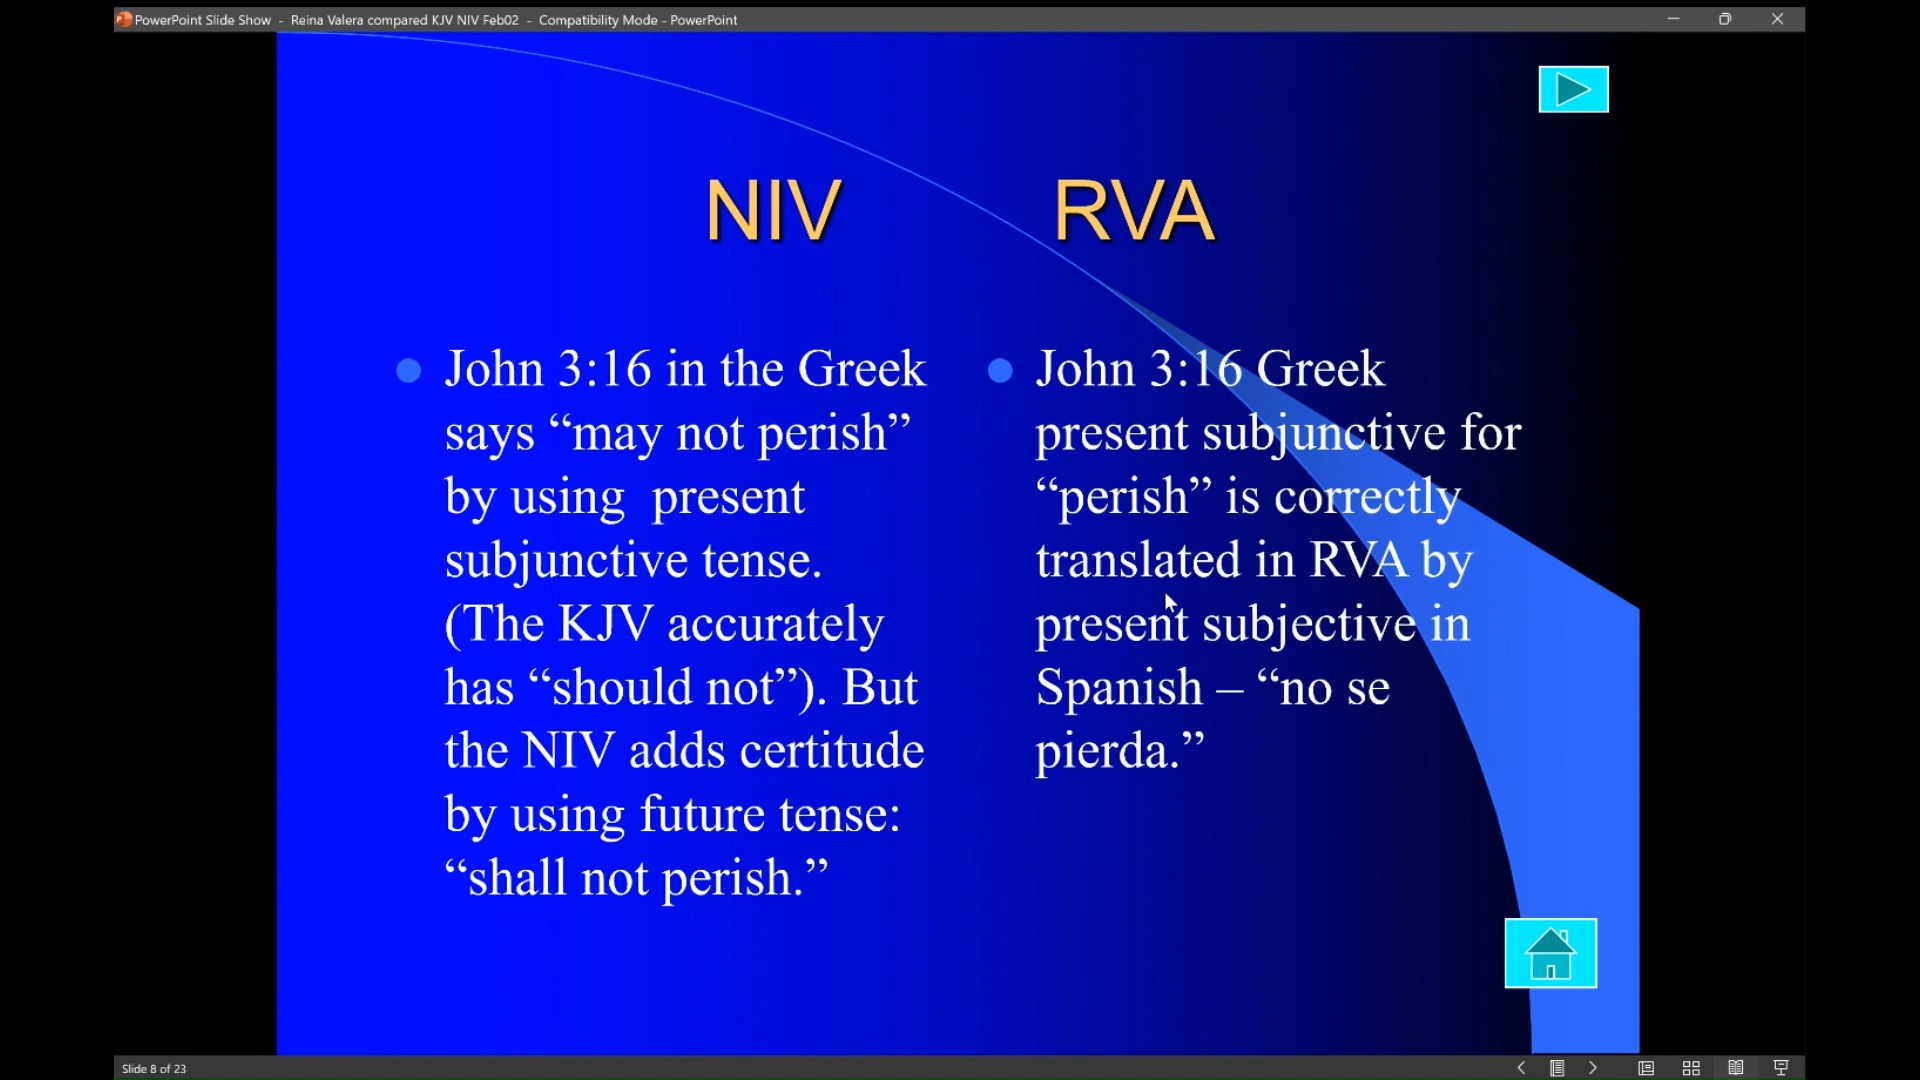 PowerPoint Slide Show - Reina Valera compared KJV NIV Feb02 - Compatibility Mode - PowerPoint
NIV RVA
John 3:16 in the Greek
says “may not perish”
by using present
subjunctive tense.
(The KJV accurately
has “should not”). But
the NIV adds certitude
by using future tense:
“shall not perish.”
John 3:16 Greek
present subjunctive for
“perish” is correctly
translated in RVA by
present subjective in
Spanish – “no se
pierda.”
Slide 8 of 23